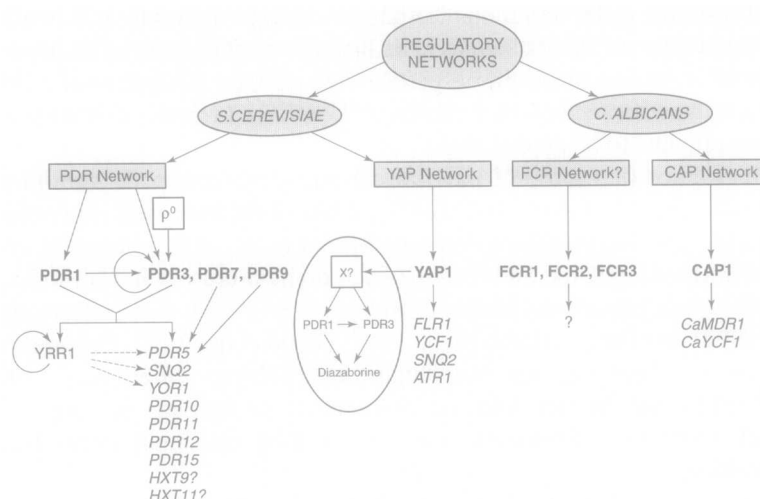 REGULATORY
NETWORKS
S.CEREVISIAE
C. ALBICANS
PDR Network
YAP Network
FCR Network?
CAP Network
ρ⁰
PDR1
PDR3, PDR7, PDR9
X?
YAP1
FCR1, FCR2, FCR3
CAP1
PDR1
PDR3
Diazaborine
FLR1
YCF1
SNQ2
ATR1
?
CaMDR1
CaYCF1
YRR1
PDR5
SNQ2
YOR1
PDR10
PDR11
PDR12
PDR15
HXT9?
HXT11?